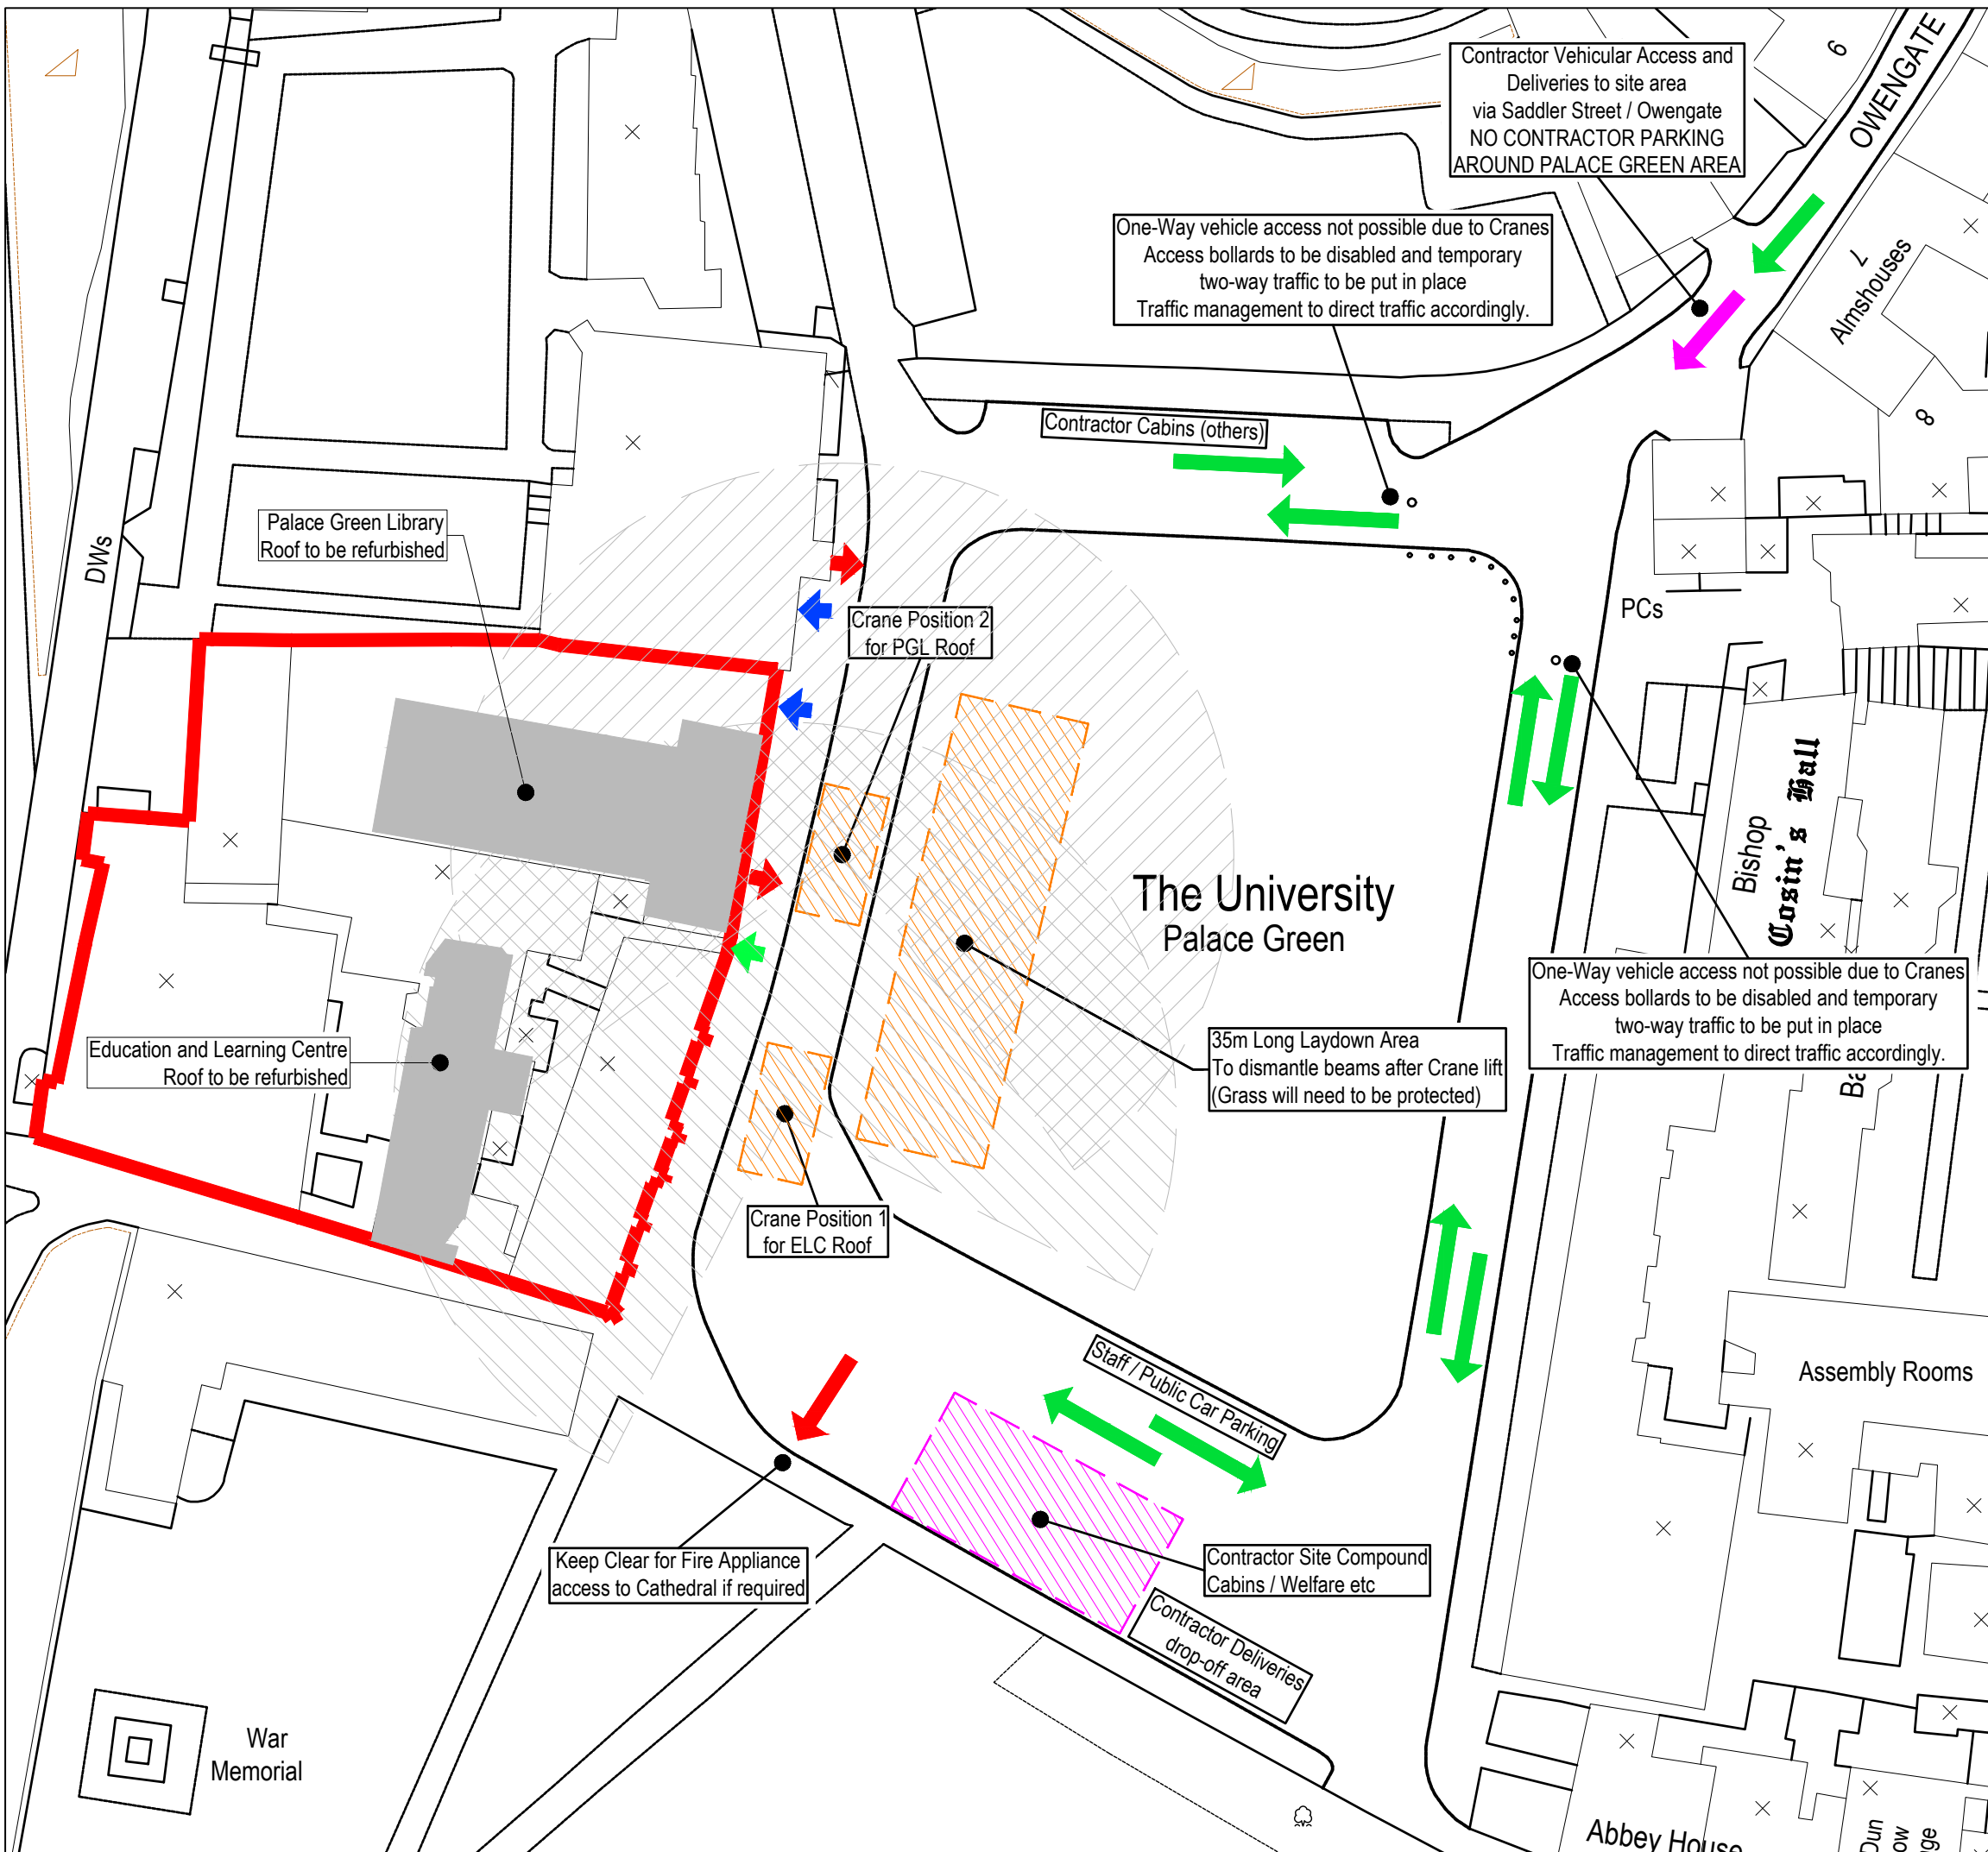 Contractor Vehicular Access and
Deliveries to site area
via Saddler Street / Owengate
NO CONTRACTOR PARKING
AROUND PALACE GREEN AREA
OWENGATE
9
One-Way vehicle access not possible due to Cranes
Access bollards to be disabled and temporary
two-way traffic to be put in place
Traffic management to direct traffic accordingly.
7
Almshouses
8
Contractor Cabins (others)
Palace Green Library
Roof to be refurbished
DWs
Crane Position 2
for PGL Roof
PCs
Bishop
Cosin's Hall
The University
Palace Green
One-Way vehicle access not possible due to Cranes
Access bollards to be disabled and temporary
two-way traffic to be put in place
Traffic management to direct traffic accordingly.
Education and Learning Centre
Roof to be refurbished
35m Long Laydown Area
To dismantle beams after Crane lift
(Grass will need to be protected)
Crane Position 1
for ELC Roof
Staff / Public Car Parking
Assembly Rooms
Keep Clear for Fire Appliance
access to Cathedral if required
Contractor Site Compound
Cabins / Welfare etc
Contractor Deliveries
drop-off area
War
Memorial
Abbey House
Dun